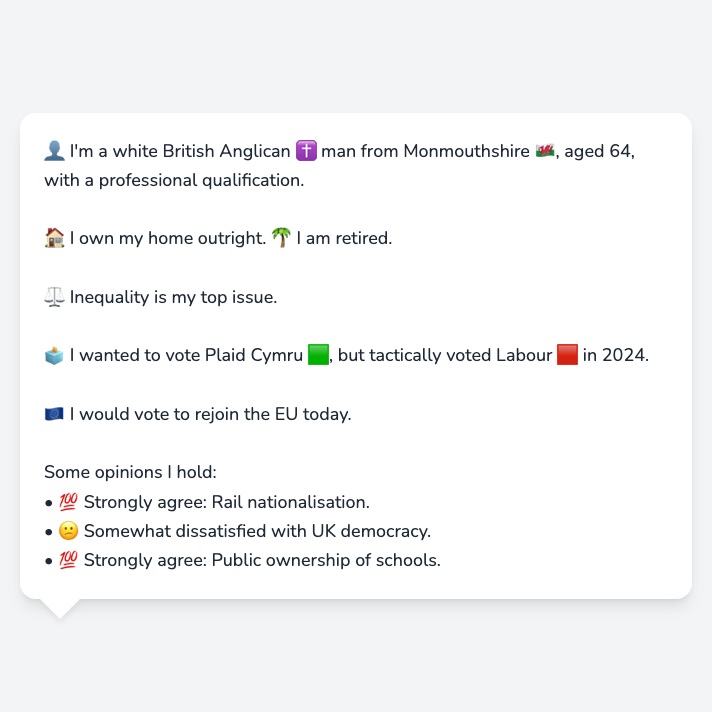 👤 I'm a white British Anglican ✝️ man from Monmouthshire 🏴󠁧󠁢󠁷󠁬󠁳󠁿, aged 64,
with a professional qualification.
🏠 I own my home outright. 🌴 I am retired.
⚖️ Inequality is my top issue.
🗳️ I wanted to vote Plaid Cymru 🟩, but tactically voted Labour 🟥 in 2024.
🇪🇺 I would vote to rejoin the EU today.
Some opinions I hold:
• 💯 Strongly agree: Rail nationalisation.
• 🙁 Somewhat dissatisfied with UK democracy.
• 💯 Strongly agree: Public ownership of schools.